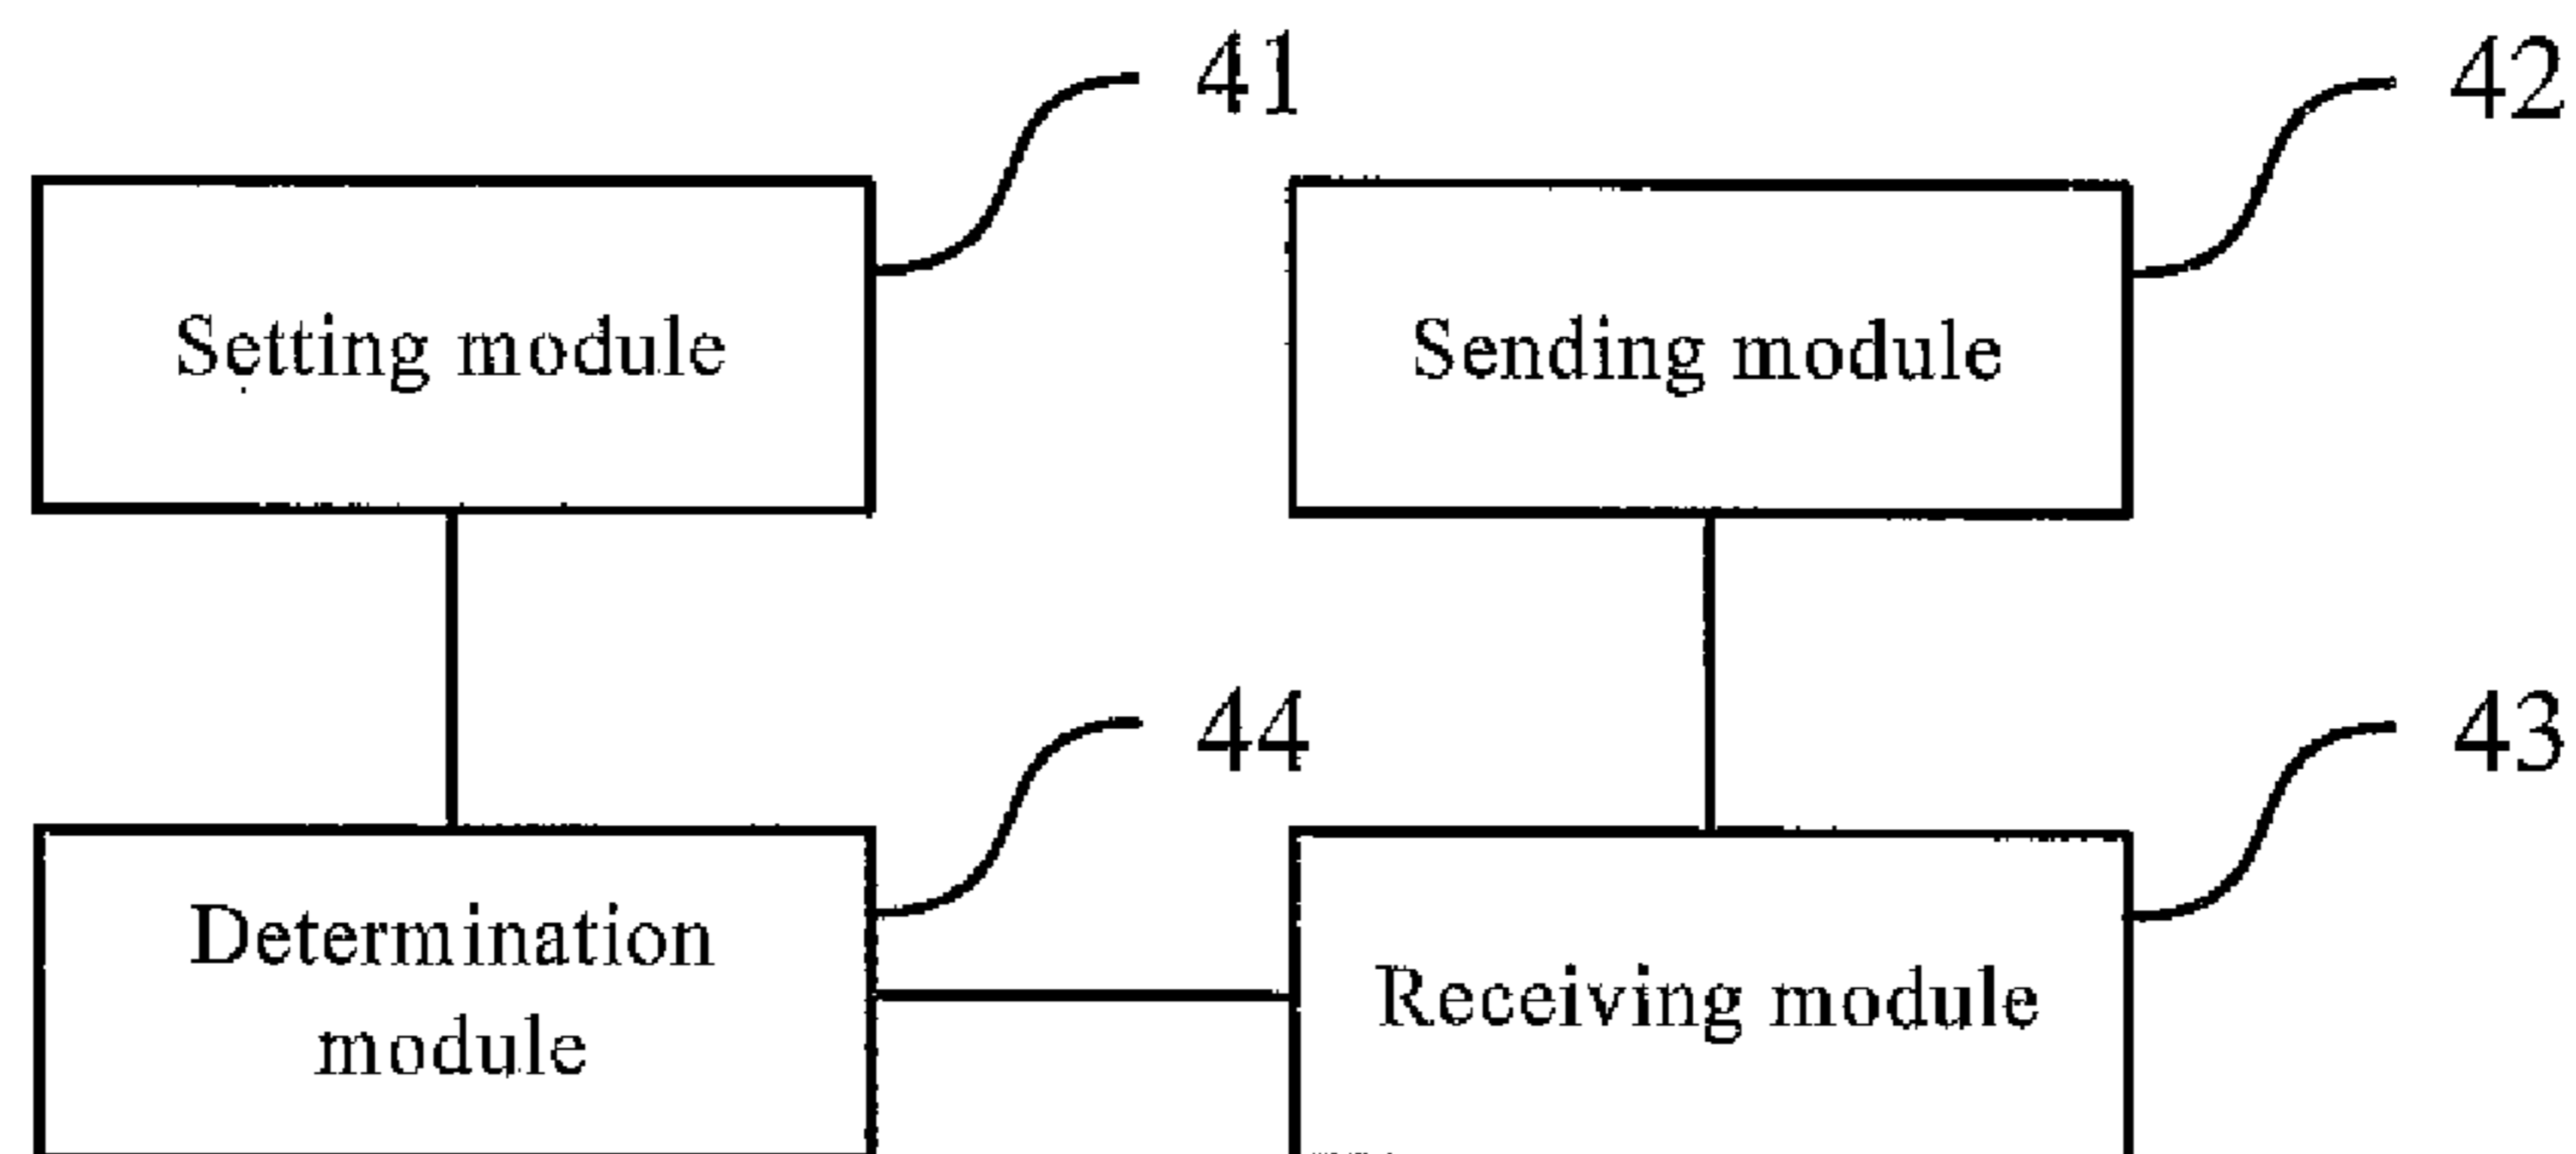 41
42
Setting module
Sending module
44
43
Determination
module
Receiving module